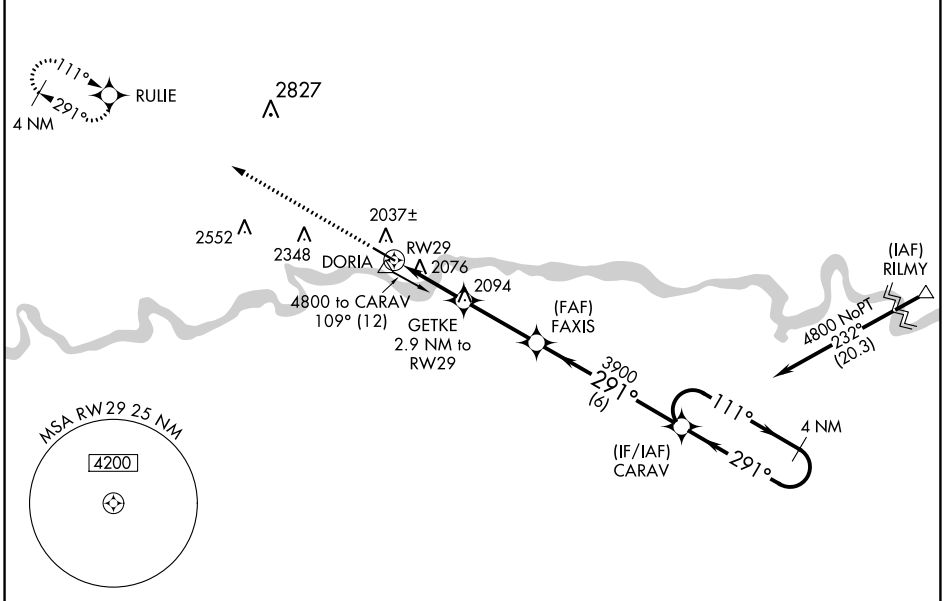 111°
RULIE
291°
4 NM
2827
2037±
2552
2348
RW29
DORIA
2076
4800 to CARAV
109° (12)
2094
GETKE
2.9 NM to
RW29
(FAF)
FAXIS
(IAF)
RILMY
4800 NoPT
232°
(20.3)
3900
291°
(6)
111°
4 NM
291°
(IF/IAF)
CARAV
MSA RW29 25 NM
4200